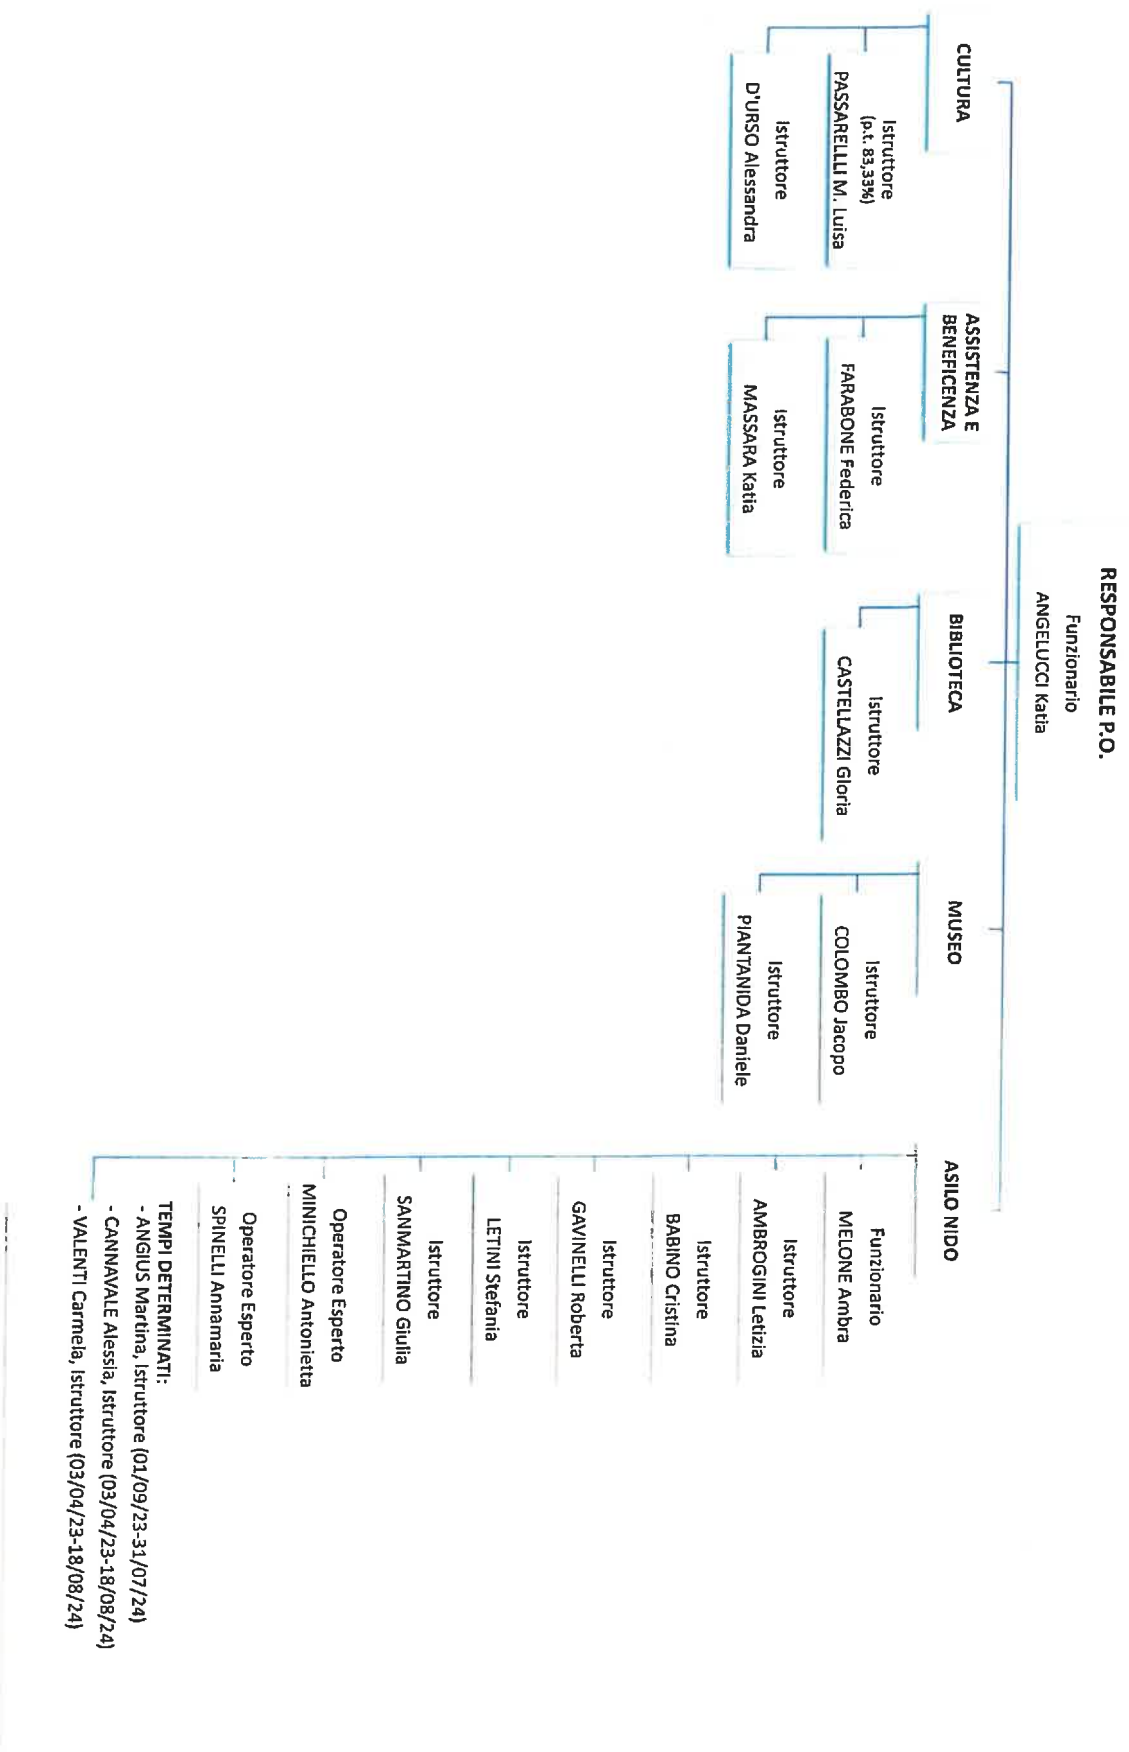 RESPONSABILE P.O.
Funzionario
ANGELUCCI Katia
CULTURA
Istruttore
(p.t. 83,33%)
PASSARELLLI M. Luisa
Istruttore
D'URSO Alessandra
ASSISTENZA E
BENEFICENZA
Istruttore
FARABONE Federica
Istruttore
MASSARA Katia
BIBLIOTECA
Istruttore
CASTELLAZZI Gloria
MUSEO
Istruttore
COLOMBO Jacopo
Istruttore
PIANTANIDA Daniele
ASILO NIDO
Funzionario
MELONE Ambra
Istruttore
AMBROGINI Letizia
Istruttore
BABINO Cristina
Istruttore
GAVINELLI Roberta
Istruttore
LETINI Stefania
Istruttore
SANMARTINO Giulia
Operatore Esperto
MINICHIELLO Antonietta
Operatore Esperto
SPINELLI Annamaria
TEMPI DETERMINATI:
- ANGIUS Martina, Istruttore (01/09/23-31/07/24)
- CANNAVALE Alessia, Istruttore (03/04/23-18/08/24)
- VALENTI Carmela, Istruttore (03/04/23-18/08/24)